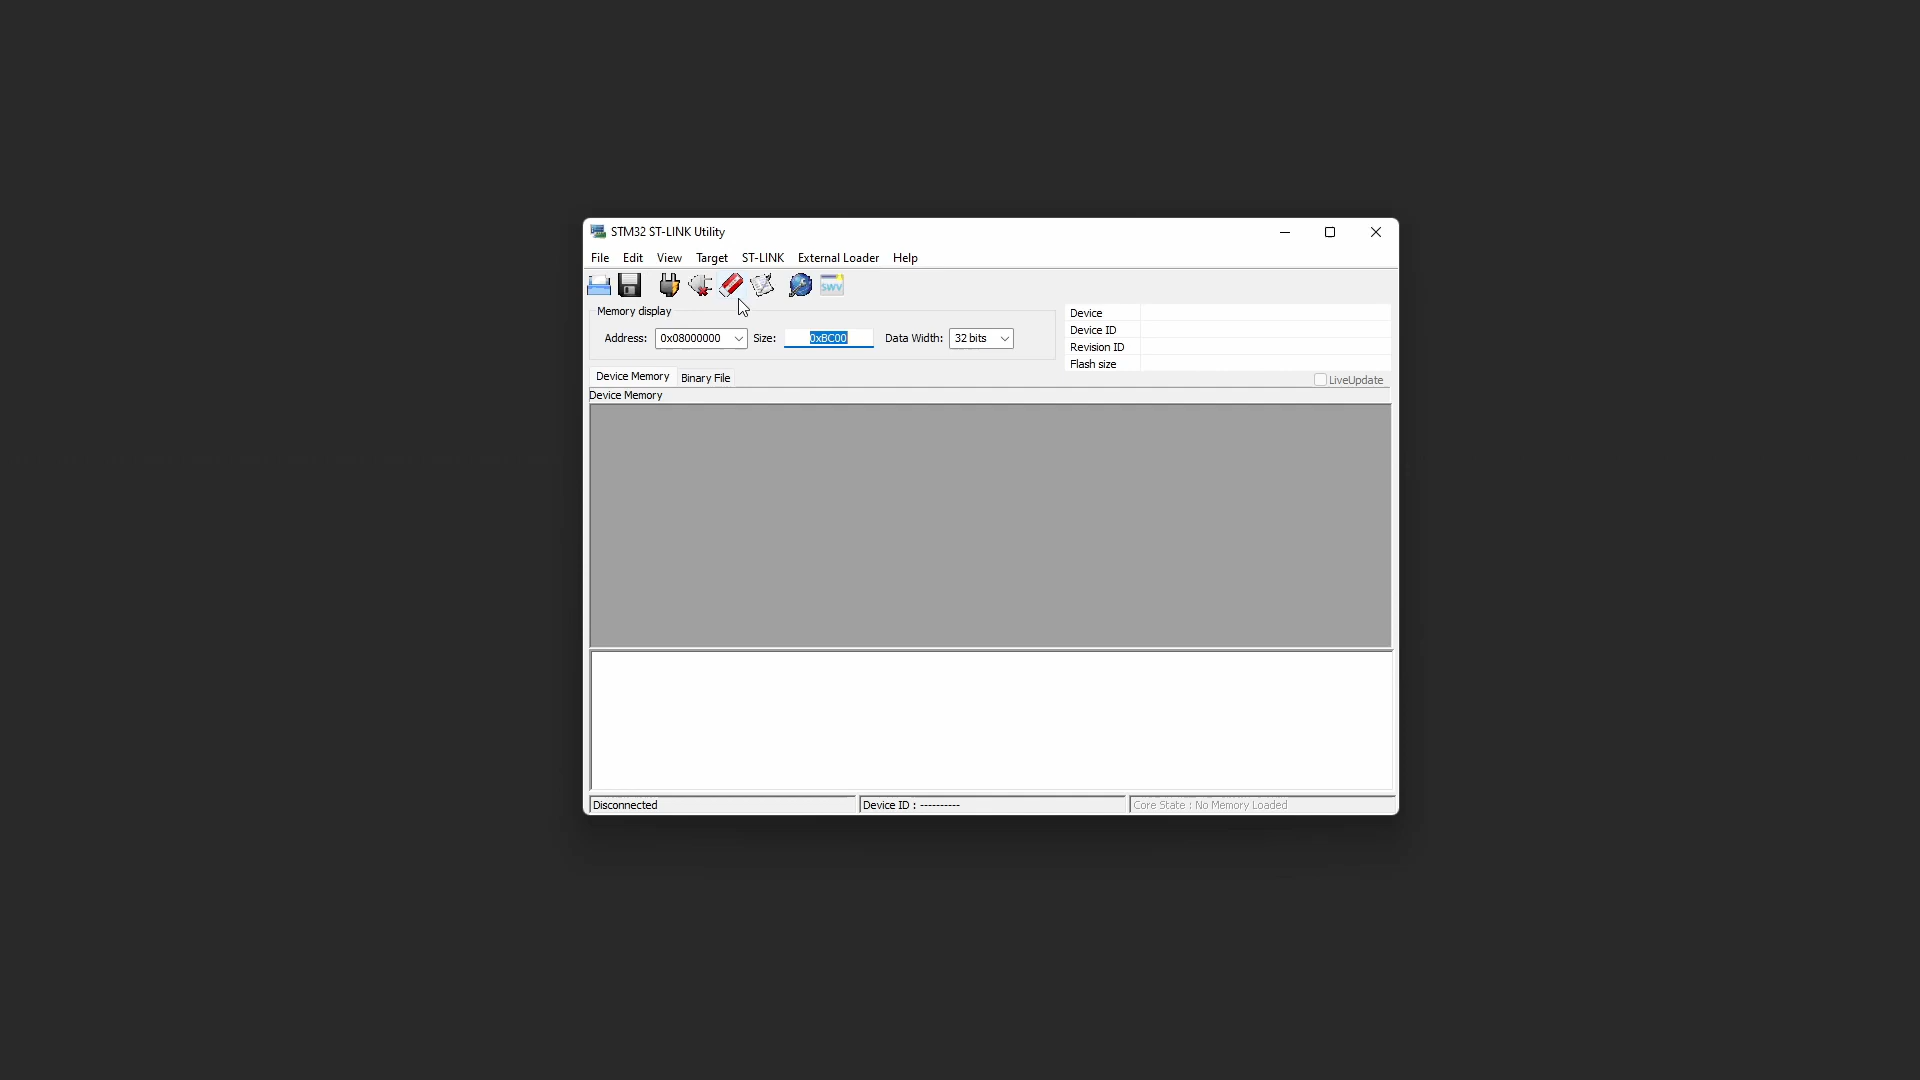 STM32 ST-LINK Utility
File Edit View Target ST-LINK External Loader Help
SWV
Memory display
Address: 0x08000000 Size: 0xBC00 Data Width: 32 bits
Device
Device ID
Revision ID
Flash size
Device Memory Binary File LiveUpdate
Device Memory
Disconnected Device ID : ---------- Core State : No Memory Loaded